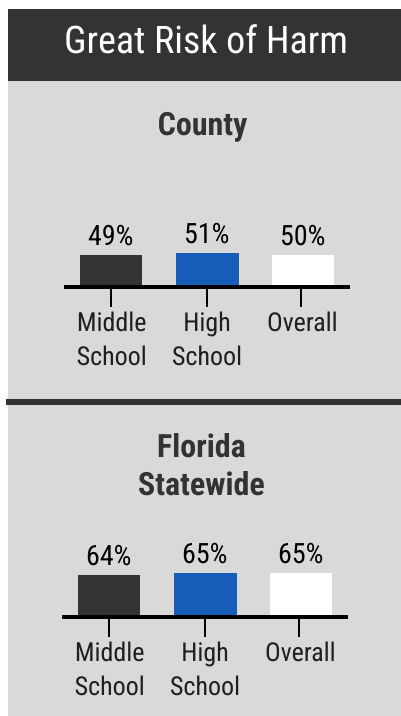 Great Risk of Harm
County
49% 51% 50%
Middle School High School Overall
Florida
Statewide
64% 65% 65%
Middle School High School Overall